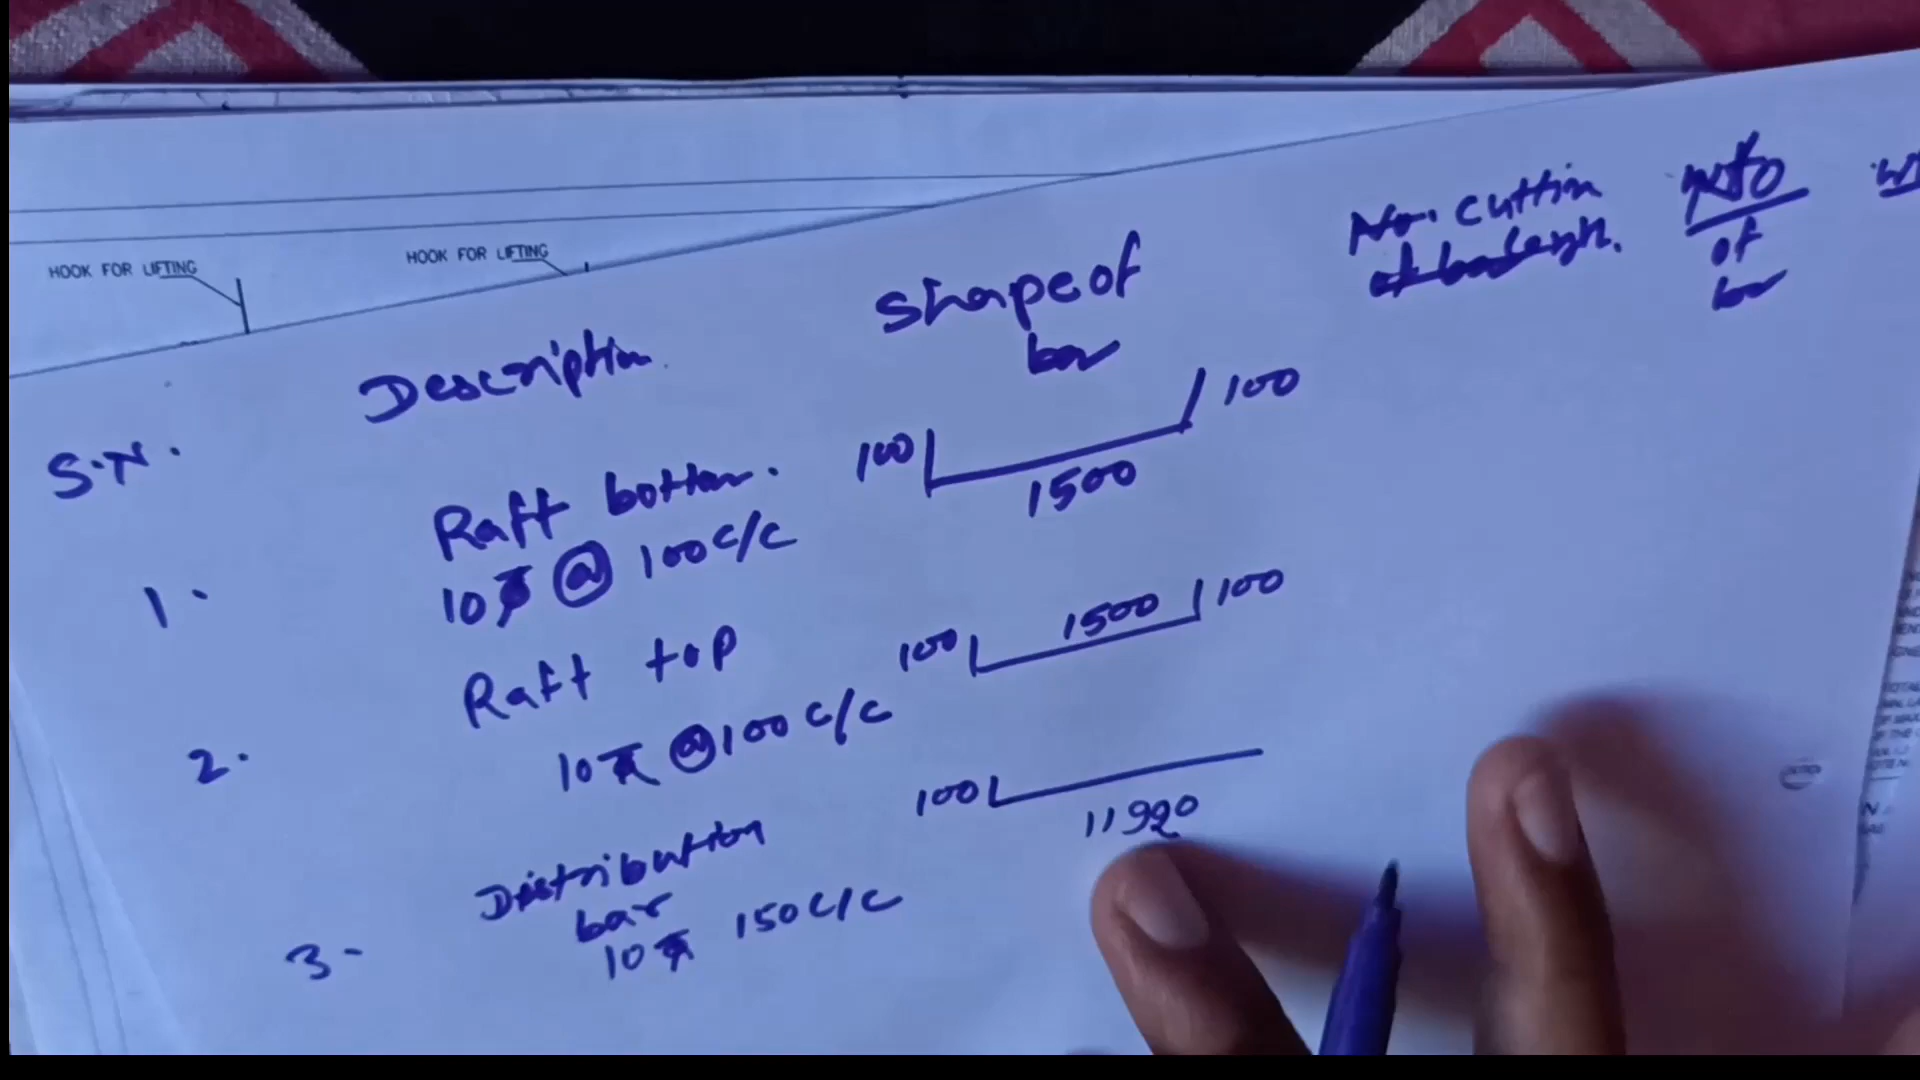 HOOK FOR LIFTING
HOOK FOR LIFTING
S.N.
Description
Shape of
bar
cuttin
of
bar
1.
Raft bottom.
10 @ 100 C/C
100
1500
100
2.
Raft top
10 @ 100 C/C
100
1500
100
3.
Distribution
bar
10 150 C/C
100
11920